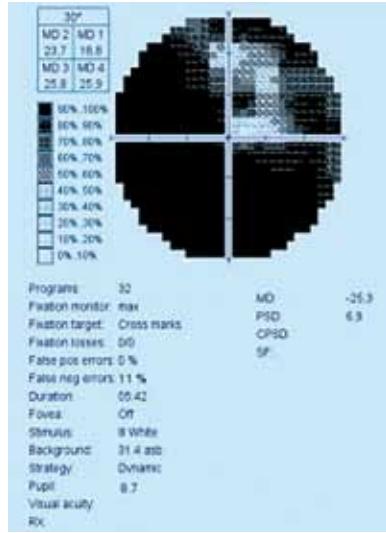 30°
MD 2 MD 1
23,7 16,8
MD 3 MD 4
25,8 25,9
90%..100%
80%..90%
70%..80%
60%..70%
50%..60%
40%..50%
30%..40%
20%..30%
10%..20%
0%..10%
Programs: 32
Fixation monitor: max
Fixation target: Cross marks
Fixation losses: 0/0
False pos errors: 0 %
False neg errors: 11 %
Duration: 05:42
Fovea: Off
Stimulus: III White
Background: 31.4 asb
Strategy: Dynamic
Pupil: 8.7
Visual acuity:
RX:
MD: -25,3
PSD: 6,9
CPSD:
SF: